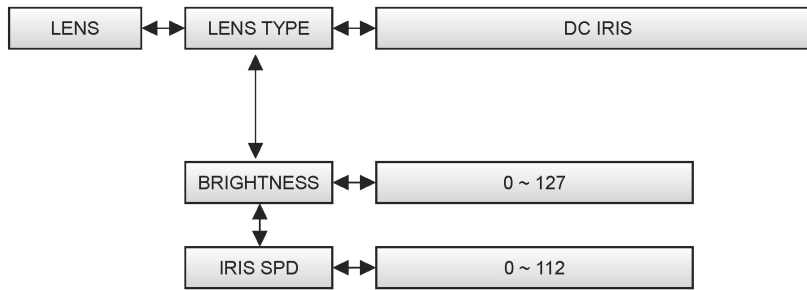 LENS LENS TYPE DC IRIS
BRIGHTNESS 0 ~ 127
IRIS SPD 0 ~ 112